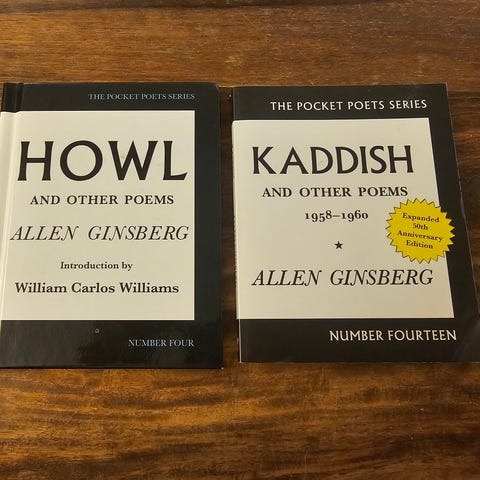 THE POCKET POETS SERIES
HOWL
AND OTHER POEMS
ALLEN GINSBERG
Introduction by
William Carlos Williams
NUMBER FOUR
THE POCKET POETS SERIES
KADDISH
AND OTHER POEMS
1958–1960
★
Expanded
50th
Anniversary
Edition
ALLEN GINSBERG
NUMBER FOURTEEN